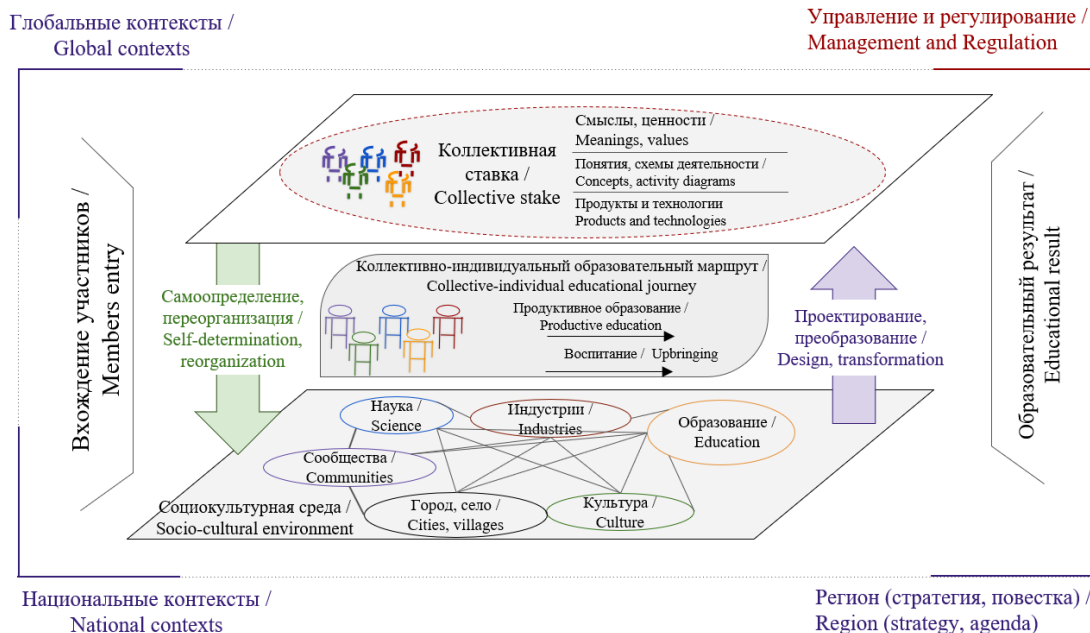 Глобальные контексты /
Global contexts
Управление и регулирование /
Management and Regulation
Вхождение участников /
Members entry
Коллективная
ставка /
Collective stake
Смыслы, ценности /
Meanings, values
Понятия, схемы деятельности /
Concepts, activity diagrams
Продукты и технологии
Products and technologies
Образовательный результат /
Educational result
Самоопределение,
переорганизация /
Self-determination,
reorganization
Коллективно-индивидуальный образовательный маршрут /
Collective-individual educational journey
Продуктивное образование /
Productive education
Воспитание / Upbringing
Проектирование,
преобразование /
Design, transformation
Наука /
Science
Индустрии /
Industries
Образование /
Education
Сообщества /
Communities
Город, село /
Cities, villages
Культура /
Culture
Социокультурная среда /
Socio-cultural environment
Национальные контексты /
National contexts
Регион (стратегия, повестка) /
Region (strategy, agenda)